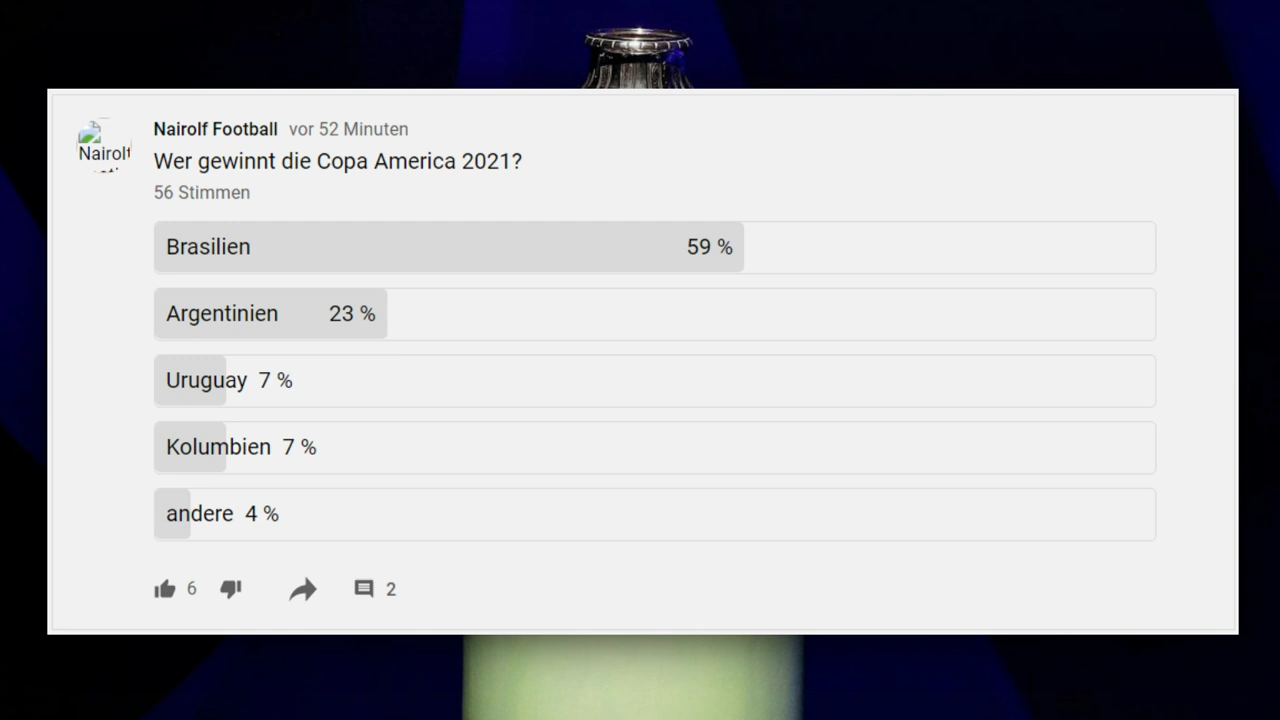 Nairolf Football vor 52 Minuten
Wer gewinnt die Copa America 2021?
56 Stimmen
Brasilien 59 %
Argentinien 23 %
Uruguay 7 %
Kolumbien 7 %
andere 4 %
6 2